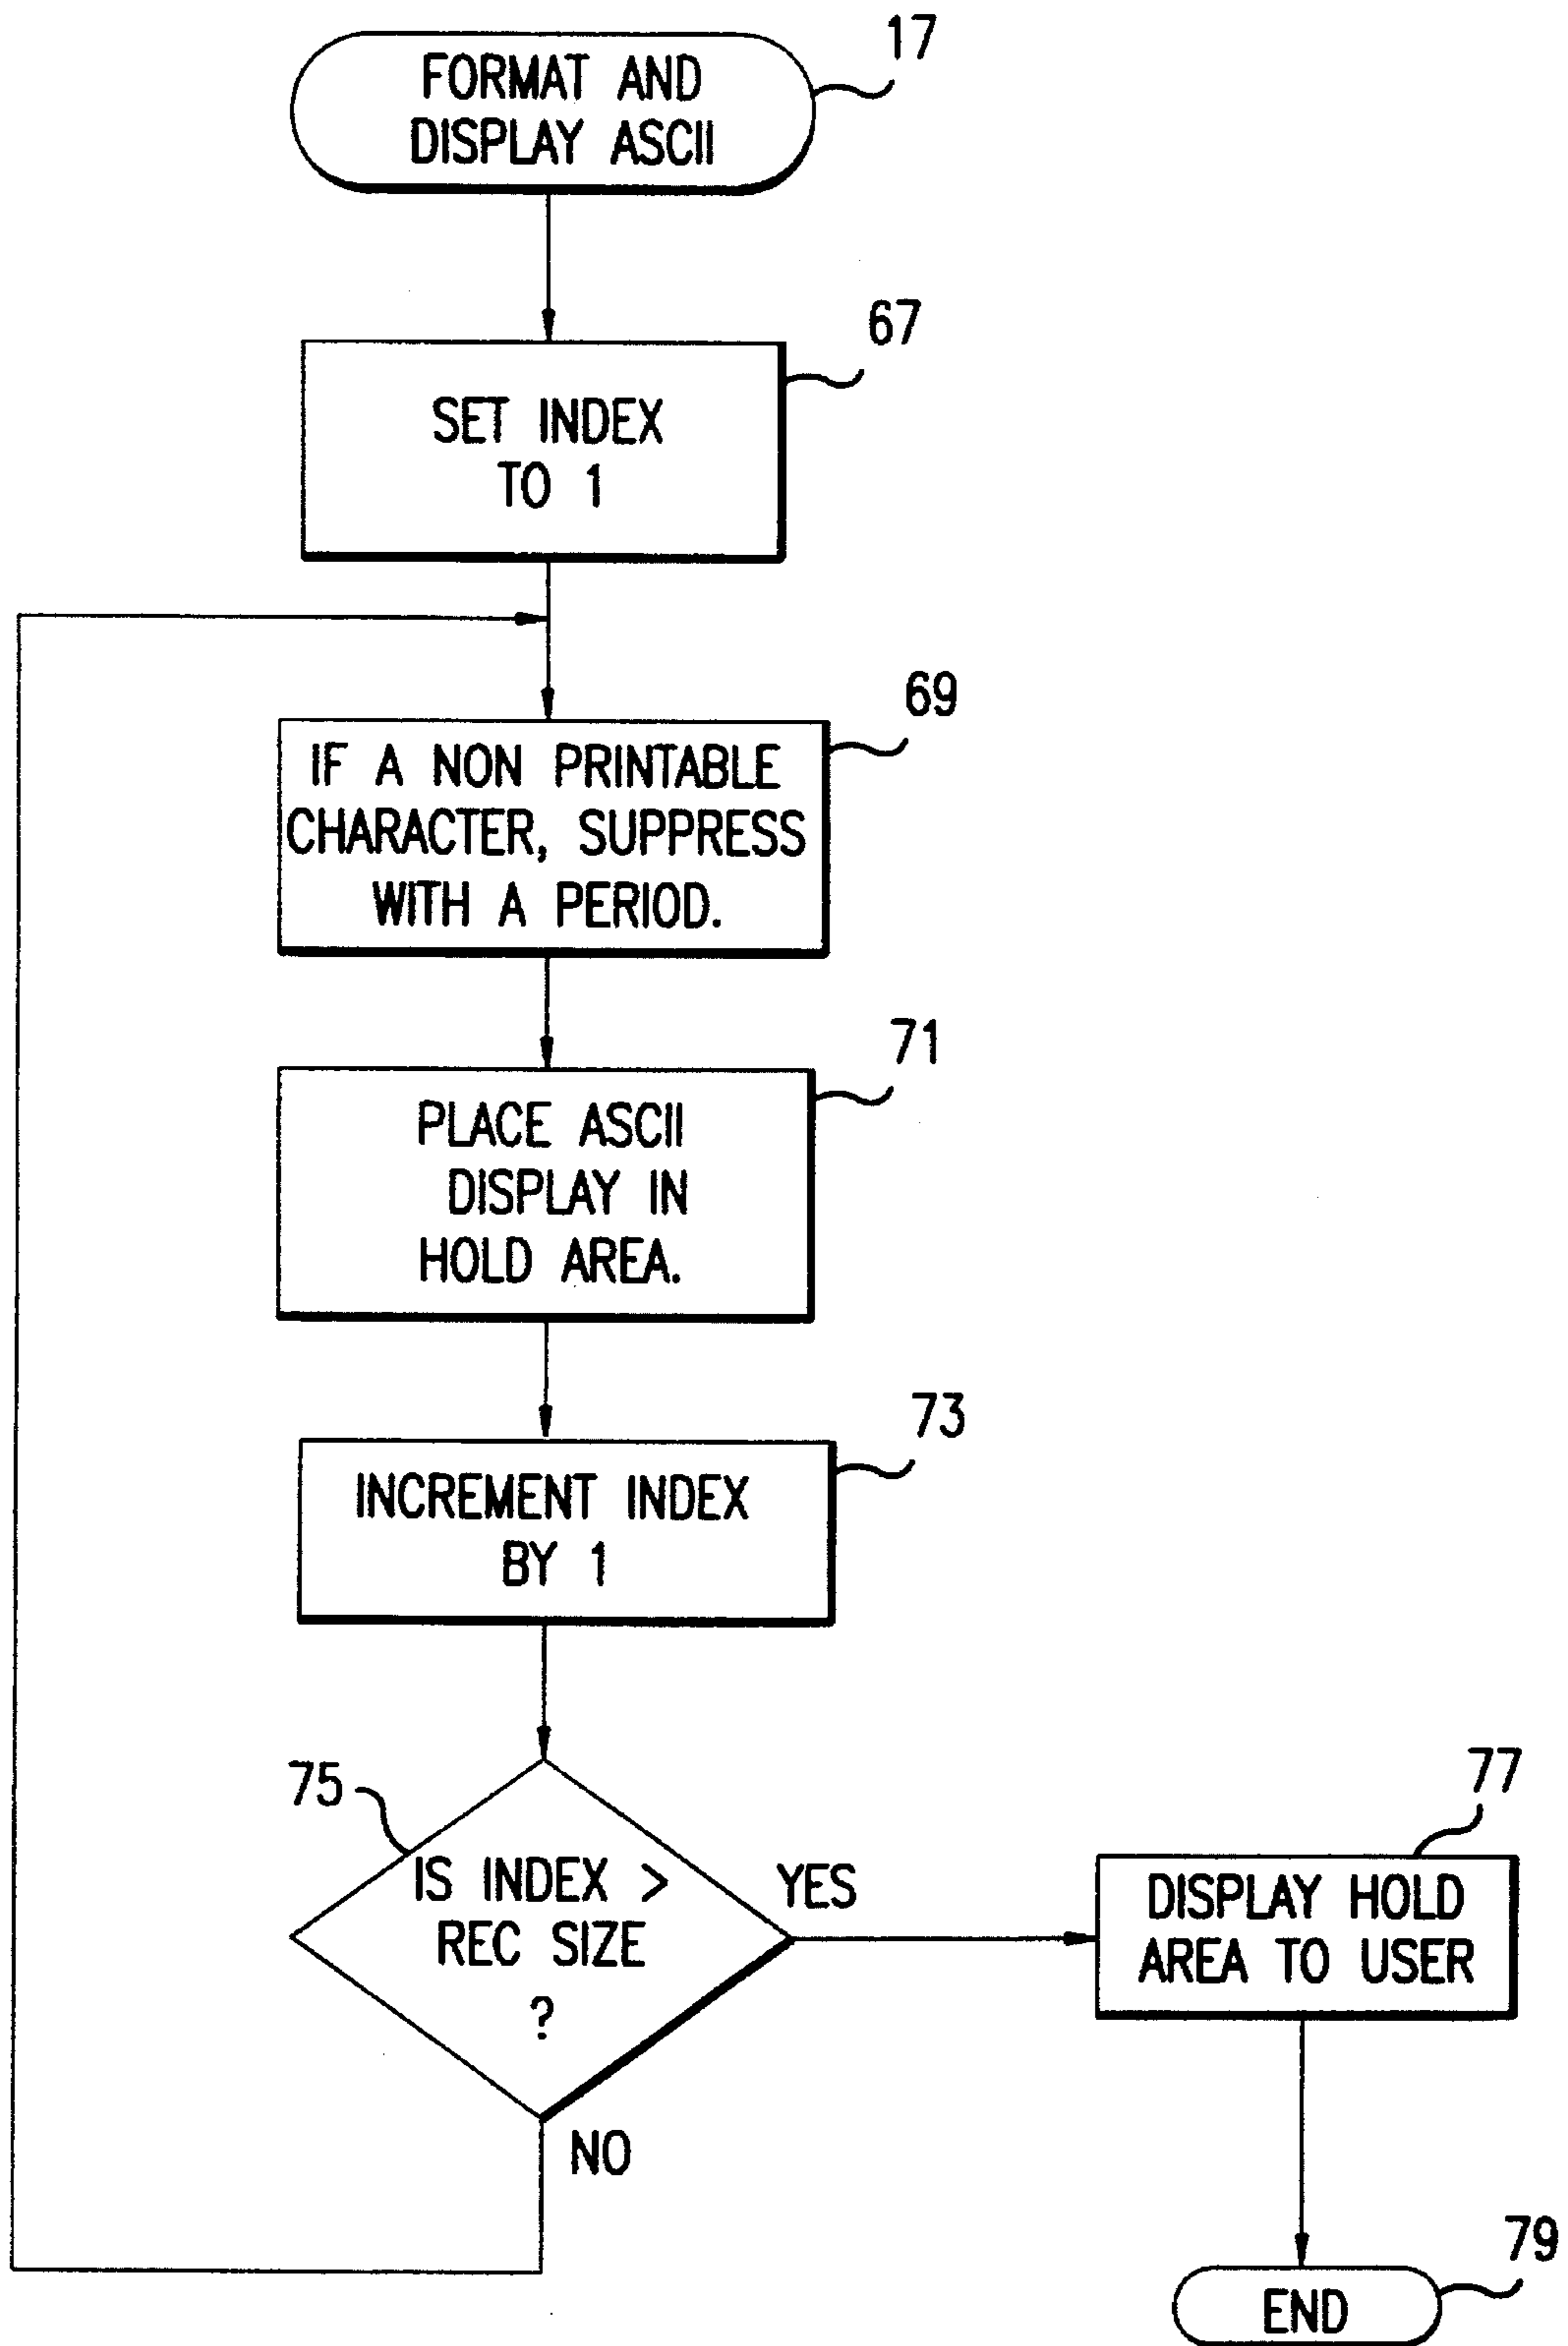 17
FORMAT AND
DISPLAY ASCII
67
SET INDEX
TO 1
69
IF A NON PRINTABLE
CHARACTER, SUPPRESS
WITH A PERIOD.
71
PLACE ASCII
DISPLAY IN
HOLD AREA.
73
INCREMENT INDEX
BY 1
75
IS INDEX >
REC SIZE
?
YES
NO
77
DISPLAY HOLD
AREA TO USER
79
END